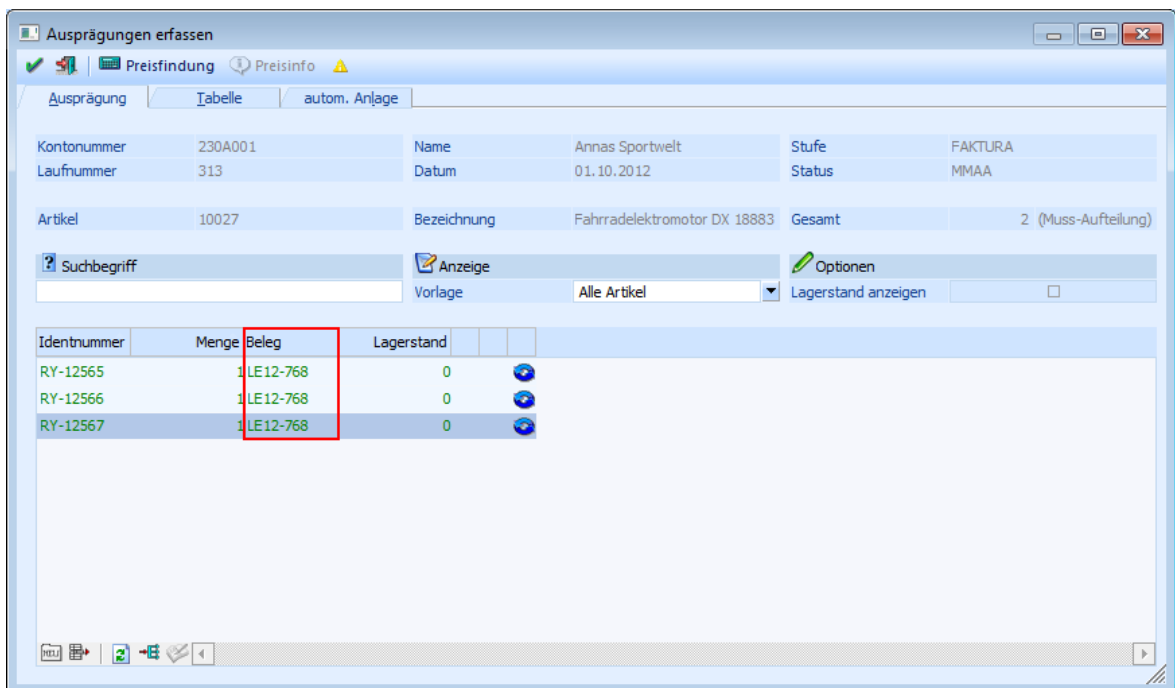 Ausprägungen erfassen
Preisfindung Preisinfo
Ausprägung Tabelle autom. Anlage
Kontonummer 230A001 Name Annas Sportwelt Stufe FAKTURA
Laufnummer 313 Datum 01.10.2012 Status MMAA
Artikel 10027 Bezeichnung Fahrradelektromotor DX 18883 Gesamt 2 (Muss-Aufteilung)
Suchbegriff Anzeige Optionen
Vorlage Alle Artikel Lagerstand anzeigen
Identnummer Menge Beleg Lagerstand
RY-12565 1 LE12-768 0
RY-12566 1 LE12-768 0
RY-12567 1 LE12-768 0